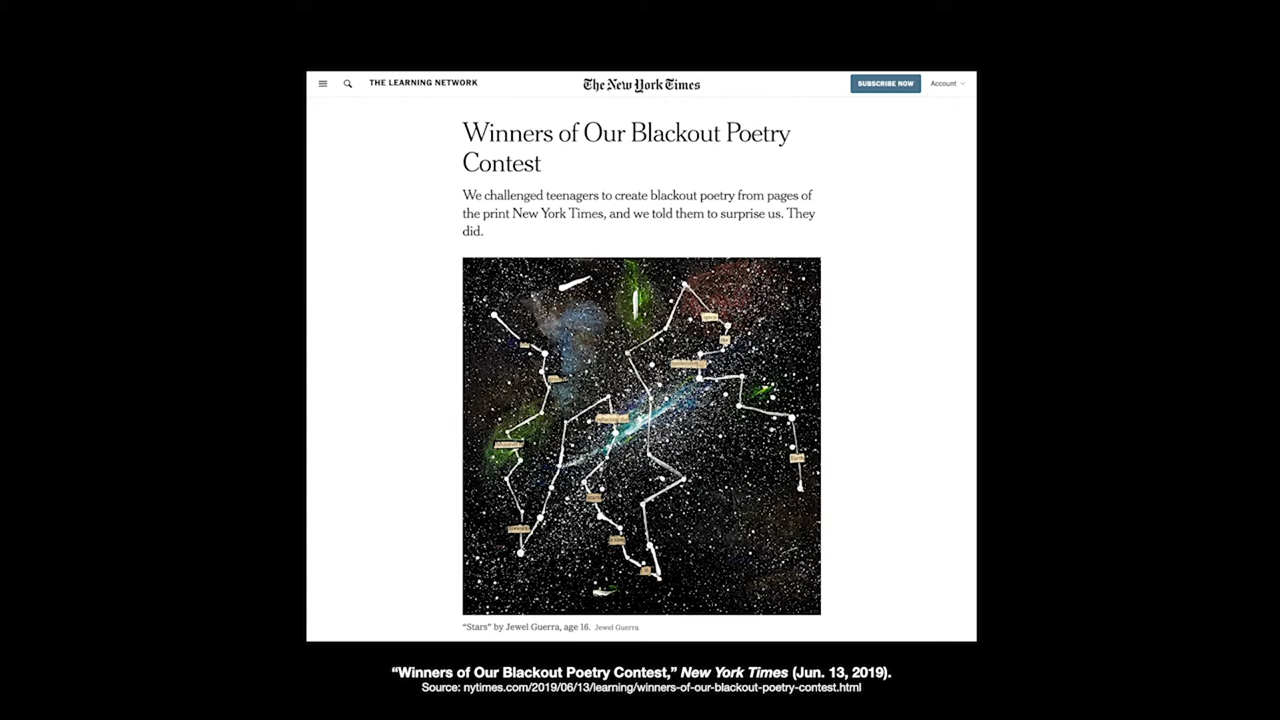 THE LEARNING NETWORK
The New York Times
SUBSCRIBE NOW
Account
Winners of Our Blackout Poetry
Contest
We challenged teenagers to create blackout poetry from pages of
the print New York Times, and we told them to surprise us. They
did.
reflecting the
Earth
"Stars" by Jewel Guerra, age 16. Jewel Guerra
“Winners of Our Blackout Poetry Contest,” New York Times (Jun. 13, 2019).
Source: nytimes.com/2019/06/13/learning/winners-of-our-blackout-poetry-contest.html